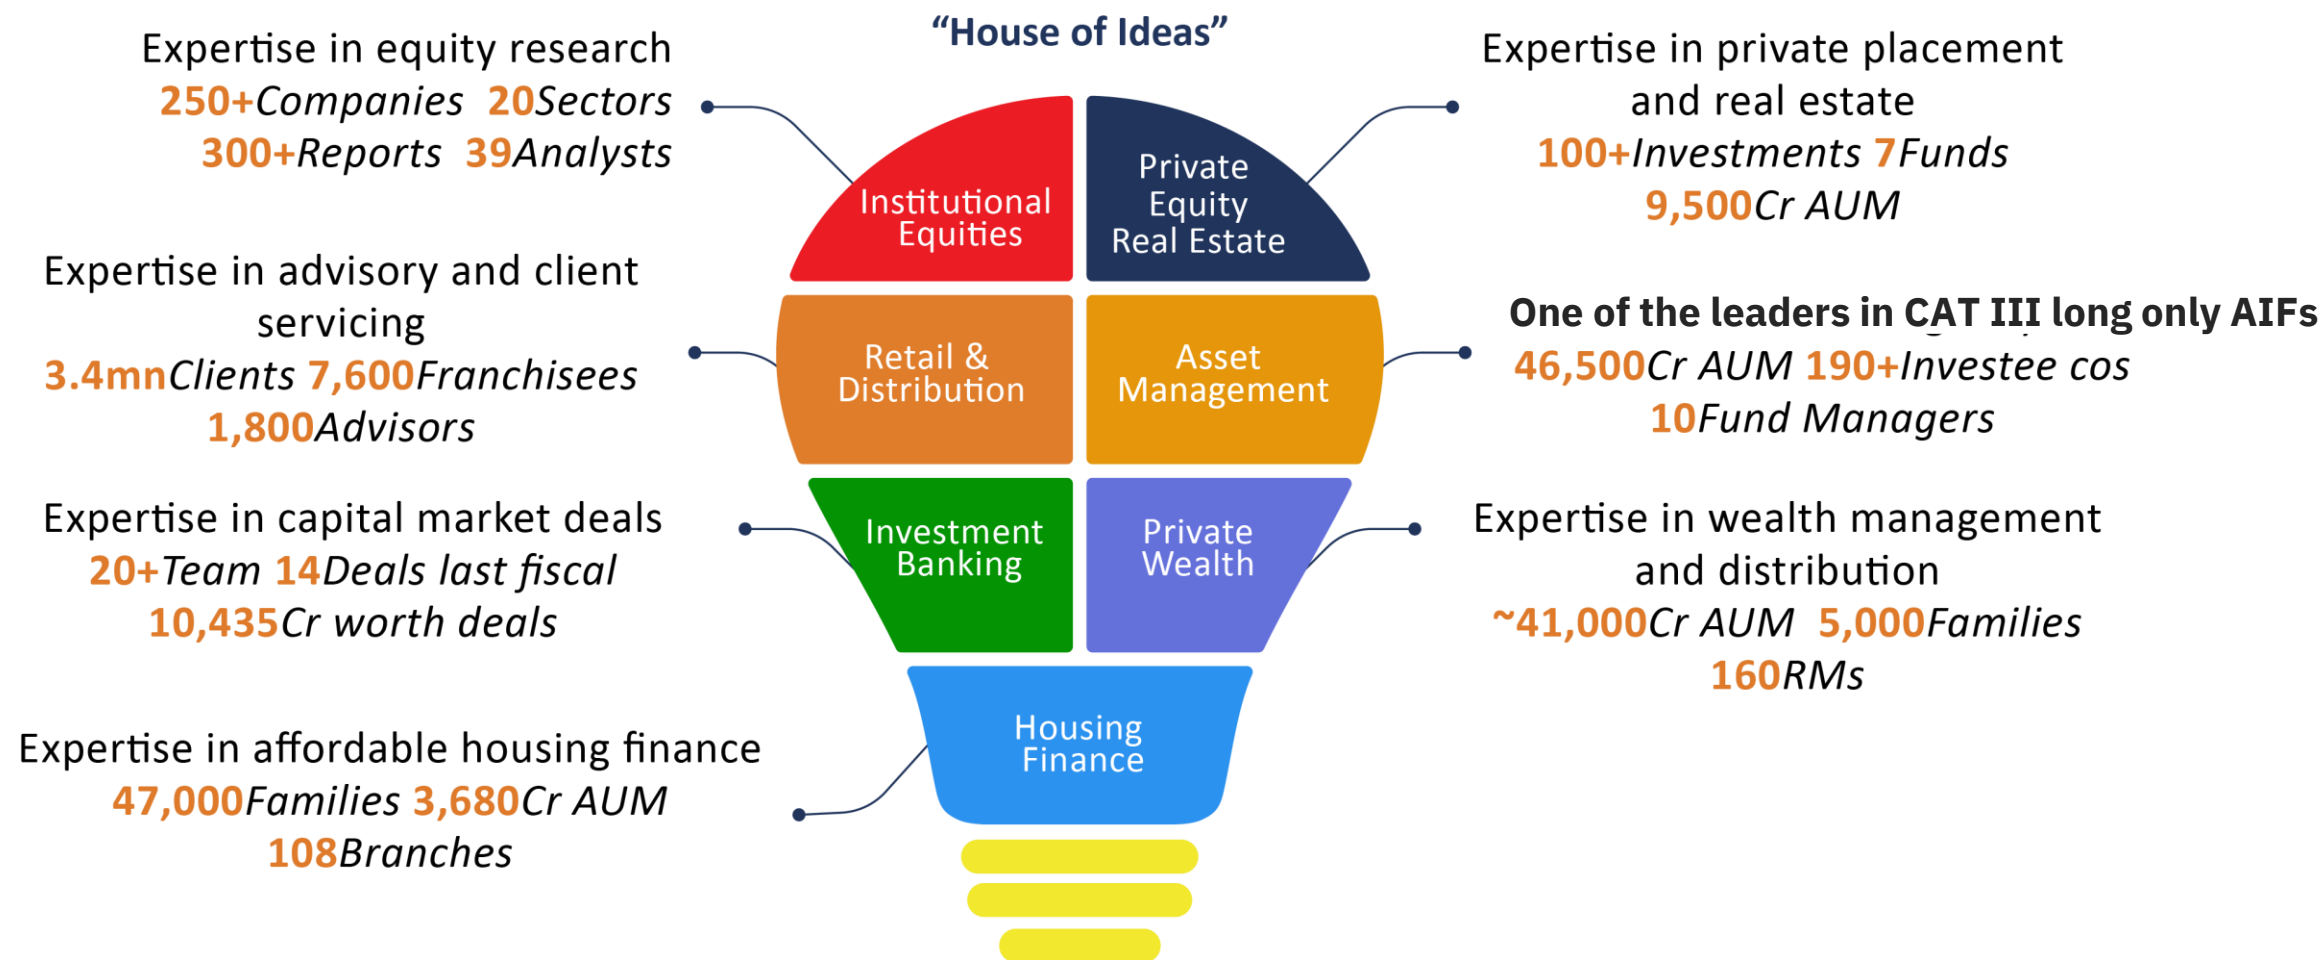 “House of Ideas”
Expertise in equity research
250+Companies 20Sectors
300+Reports 39Analysts
Expertise in private placement
and real estate
100+Investments 7Funds
9,500Cr AUM
Institutional
Equities
Private
Equity
Real Estate
Expertise in advisory and client
servicing
3.4mnClients 7,600Franchisees
1,800Advisors
Retail &
Distribution
Asset
Management
One of the leaders in CAT III long only AIFs
46,500Cr AUM 190+Investee cos
10Fund Managers
Expertise in capital market deals
20+Team 14Deals last fiscal
10,435Cr worth deals
Investment
Banking
Private
Wealth
Expertise in wealth management
and distribution
~41,000Cr AUM 5,000Families
160RMs
Expertise in affordable housing finance
47,000Families 3,680Cr AUM
108Branches
Housing
Finance